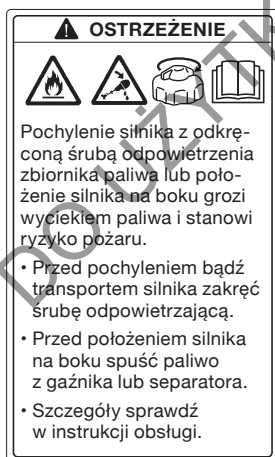 OSTRZEŻENIE
Pochylenie silnika z odkrę-
coną śrubą odpowietrzenia
zbiornika paliwa lub poło-
żenie silnika na boku grozi
wyciekiem paliwa i stanowi
ryzyko pożaru.
• Przed pochyleniem bądź
transportem silnika zakręć
śrubę odpowietrzającą.
• Przed położeniem silnika
na boku spuść paliwo
z gaźnika lub separatora.
• Szczegóły sprawdź
w instrukcji obsługi.
DO UŻYTK